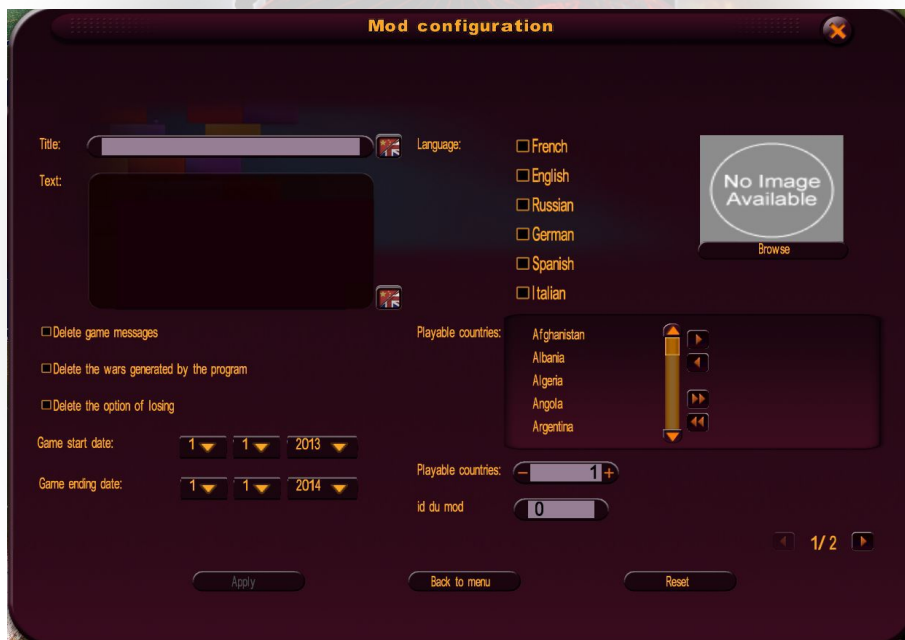 Mod configuration
Title:
Text:
Language:
French
English
Russian
German
Spanish
Italian
No Image
Available
Browse
Delete game messages
Delete the wars generated by the program
Delete the option of losing
Game start date:
1 1 2013
Game ending date:
1 1 2014
Playable countries:
Afghanistan
Albania
Algeria
Angola
Argentina
Playable countries:
1
id du mod
0
1/2
Apply
Back to menu
Reset